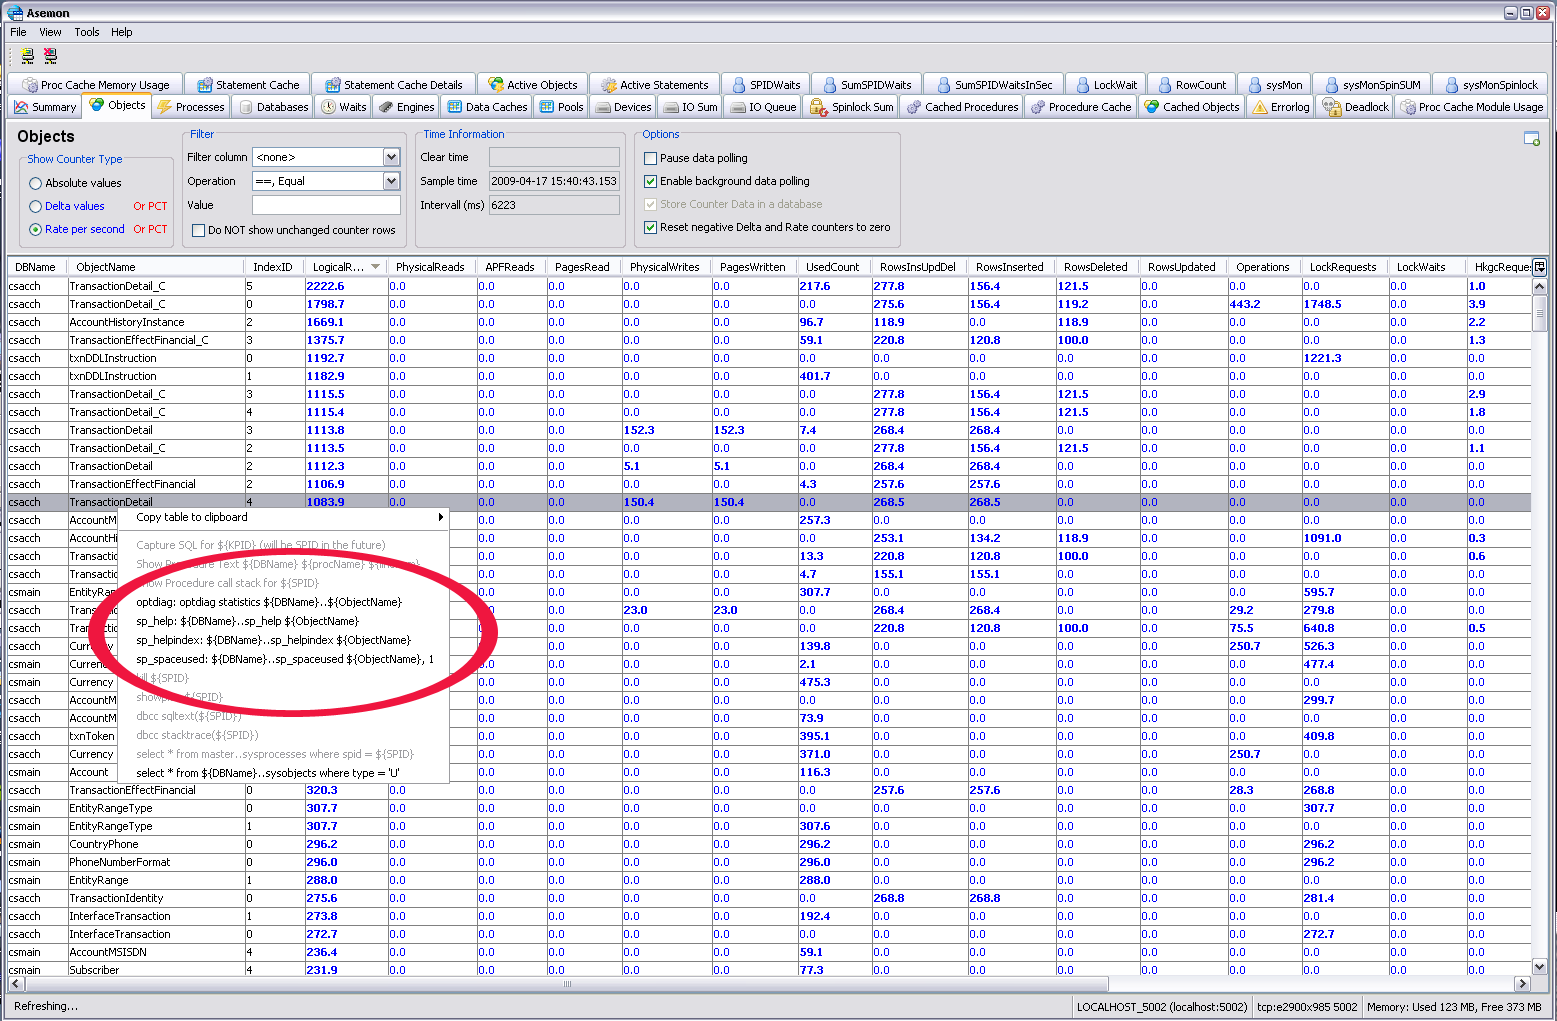 Asemon
File View Tools Help
Proc Cache Memory Usage Statement Cache Statement Cache Details Active Objects Active Statements SPIDWaits SumSPIDWaits SumSPIDWaitsInSec LockWait RowCount sysMon sysMonSpinSUM sysMonSpinlock
Summary Objects Processes Databases Waits Engines Data Caches Pools Devices IO Sum IO Queue Spinlock Sum Cached Procedures Procedure Cache Cached Objects Errorlog Deadlock Proc Cache Module Usage
Objects
Show Counter Type
Absolute values
Delta values Or PCT
Rate per second Or PCT
Filter
Filter column <none>
Operation ==, Equal
Value
Do NOT show unchanged counter rows
Time Information
Clear time
Sample time 2009-04-17 15:40:43.153
Intervall (ms) 6223
Options
Pause data polling
Enable background data polling
Store Counter Data in a database
Reset negative Delta and Rate counters to zero
DBName ObjectName IndexID LogicalR... PhysicalReads APFReads PagesRead PhysicalWrites PagesWritten UsedCount RowsInsUpdDel RowsInserted RowsDeleted RowsUpdated Operations LockRequests LockWaits HkgcReques
csacch TransactionDetail_C 5 2222.6 0.0 0.0 0.0 0.0 0.0 217.6 277.8 156.4 121.5 0.0 0.0 0.0 0.0 1.0
csacch TransactionDetail_C 0 1798.7 0.0 0.0 0.0 0.0 0.0 0.0 275.6 156.4 119.2 0.0 443.2 1748.5 0.0 3.9
csacch AccountHistoryInstance 2 1669.1 0.0 0.0 0.0 0.0 0.0 96.7 118.9 0.0 118.9 0.0 0.0 0.0 0.0 2.2
csacch TransactionEffectFinancial_C 3 1375.7 0.0 0.0 0.0 0.0 0.0 59.1 220.8 120.8 100.0 0.0 0.0 0.0 0.0 1.3
csacch txnDDLInstruction 0 1192.7 0.0 0.0 0.0 0.0 0.0 0.0 0.0 0.0 0.0 0.0 0.0 1221.3 0.0 0.0
csacch txnDDLInstruction 1 1182.9 0.0 0.0 0.0 0.0 0.0 401.7 0.0 0.0 0.0 0.0 0.0 0.0 0.0 0.0
csacch TransactionDetail_C 3 1115.5 0.0 0.0 0.0 0.0 0.0 0.0 277.8 156.4 121.5 0.0 0.0 0.0 0.0 2.9
csacch TransactionDetail_C 4 1115.4 0.0 0.0 0.0 0.0 0.0 0.0 277.8 156.4 121.5 0.0 0.0 0.0 0.0 1.8
csacch TransactionDetail 3 1113.8 0.0 0.0 0.0 152.3 152.3 7.4 268.4 268.4 0.0 0.0 0.0 0.0 0.0 0.0
csacch TransactionDetail_C 2 1113.5 0.0 0.0 0.0 0.0 0.0 0.0 277.8 156.4 121.5 0.0 0.0 0.0 0.0 1.1
csacch TransactionDetail 2 1112.3 0.0 0.0 0.0 5.1 5.1 0.0 268.4 268.4 0.0 0.0 0.0 0.0 0.0 0.0
csacch TransactionEffectFinancial 2 1106.9 0.0 0.0 0.0 0.0 0.0 4.3 257.6 257.6 0.0 0.0 0.0 0.0 0.0 0.0
csacch TransactionDetail 4 1083.9 0.0 0.0 0.0 150.4 150.4 0.0 268.5 268.5 0.0 0.0 0.0 0.0 0.0 0.0
csacch AccountM 0.0 0.0 0.0 0.0 257.3 0.0 0.0 0.0 0.0 0.0 0.0 0.0 0.0
csacch AccountHi 0.0 0.0 0.0 0.0 0.0 253.1 134.2 118.9 0.0 0.0 1091.0 0.0 0.3
csacch Transactic 0.0 0.0 0.0 0.0 13.3 220.8 120.8 100.0 0.0 0.0 0.0 0.0 0.6
csacch Transactic 0.0 0.0 0.0 0.0 4.7 155.1 155.1 0.0 0.0 0.0 0.0 0.0 0.0
csmain EntityRang 0.0 0.0 0.0 0.0 307.7 0.0 0.0 0.0 0.0 0.0 595.7 0.0 0.0
csacch Transac 0.0 0.0 23.0 23.0 0.0 268.4 268.4 0.0 0.0 29.2 279.8 0.0 0.0
csacch Transac 0.0 0.0 0.0 0.0 0.0 220.8 120.8 100.0 0.0 75.5 640.8 0.0 0.5
csacch Currency 0.0 0.0 0.0 0.0 139.8 0.0 0.0 0.0 0.0 250.7 526.3 0.0 0.0
csmain Currency 0.0 0.0 0.0 0.0 2.1 0.0 0.0 0.0 0.0 0.0 477.4 0.0 0.0
csmain Currency 0.0 0.0 0.0 0.0 475.3 0.0 0.0 0.0 0.0 0.0 0.0 0.0 0.0
csacch AccountM 0.0 0.0 0.0 0.0 0.0 0.0 0.0 0.0 0.0 0.0 299.7 0.0 0.0
csacch AccountM 0.0 0.0 0.0 0.0 73.9 0.0 0.0 0.0 0.0 0.0 0.0 0.0 0.0
csacch txnToken 0.0 0.0 0.0 0.0 395.1 0.0 0.0 0.0 0.0 0.0 409.8 0.0 0.0
csacch Currency 0.0 0.0 0.0 0.0 371.0 0.0 0.0 0.0 0.0 250.7 0.0 0.0 0.0
csmain Account 0.0 0.0 0.0 0.0 116.3 0.0 0.0 0.0 0.0 0.0 0.0 0.0 0.0
Copy table to clipboard
Capture SQL for ${KPID} (will be SPID in the future)
Show Procedure Text ${DBName} ${procName}
Show Procedure call stack for ${SPID}
optdiag: optdiag statistics ${DBName}..${ObjectName}
sp_help: ${DBName}..sp_help ${ObjectName}
sp_helpindex: ${DBName}..sp_helpindex ${ObjectName}
sp_spaceused: ${DBName}..sp_spaceused ${ObjectName}, 1
kill ${SPID}
${SPID}
dbcc sqltext(${SPID})
dbcc stacktrace(${SPID})
select * from master..sysprocesses where spid = ${SPID}
select * from ${DBName}..sysobjects where type = 'U'
csacch TransactionEffectFinancial 0 320.3 0.0 0.0 0.0 0.0 0.0 0.0 257.6 257.6 0.0 0.0 28.3 268.8 0.0 0.0
csmain EntityRangeType 0 307.7 0.0 0.0 0.0 0.0 0.0 0.0 0.0 0.0 0.0 0.0 0.0 307.7 0.0 0.0
csmain EntityRangeType 1 307.7 0.0 0.0 0.0 0.0 0.0 307.6 0.0 0.0 0.0 0.0 0.0 0.0 0.0 0.0
csmain CountryPhone 0 296.2 0.0 0.0 0.0 0.0 0.0 296.2 0.0 0.0 0.0 0.0 0.0 296.2 0.0 0.0
csmain PhoneNumberFormat 0 296.0 0.0 0.0 0.0 0.0 0.0 296.0 0.0 0.0 0.0 0.0 0.0 296.2 0.0 0.0
csmain EntityRange 1 288.0 0.0 0.0 0.0 0.0 0.0 288.0 0.0 0.0 0.0 0.0 0.0 0.0 0.0 0.0
csacch TransactionIdentity 0 275.6 0.0 0.0 0.0 0.0 0.0 0.0 268.8 268.8 0.0 0.0 0.0 281.4 0.0 0.0
csacch InterfaceTransaction 1 273.8 0.0 0.0 0.0 0.0 0.0 192.4 0.0 0.0 0.0 0.0 0.0 0.0 0.0 0.0
csacch InterfaceTransaction 0 272.7 0.0 0.0 0.0 0.0 0.0 0.0 0.0 0.0 0.0 0.0 0.0 272.7 0.0 0.0
csmain AccountMSISDN 4 236.4 0.0 0.0 0.0 0.0 0.0 59.1 0.0 0.0 0.0 0.0 0.0 0.0 0.0 0.0
csmain Subscriber 4 231.9 0.0 0.0 0.0 0.0 0.0 77.3 0.0 0.0 0.0 0.0 0.0 0.0 0.0 0.0
Refreshing... LOCALHOST_5002 (localhost:5002) tcp:e2900x985 5002 Memory: Used 123 MB, Free 373 MB